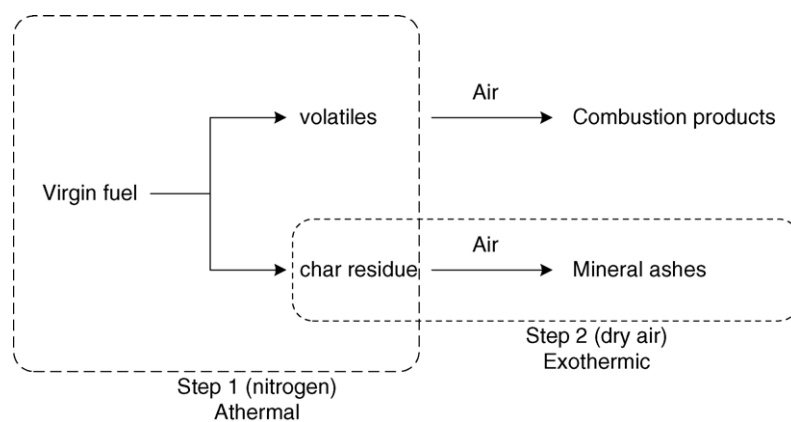 Air
volatiles
Combustion products
Virgin fuel
Air
char residue
Mineral ashes
Step 2 (dry air)
Exothermic
Step 1 (nitrogen)
Athermal